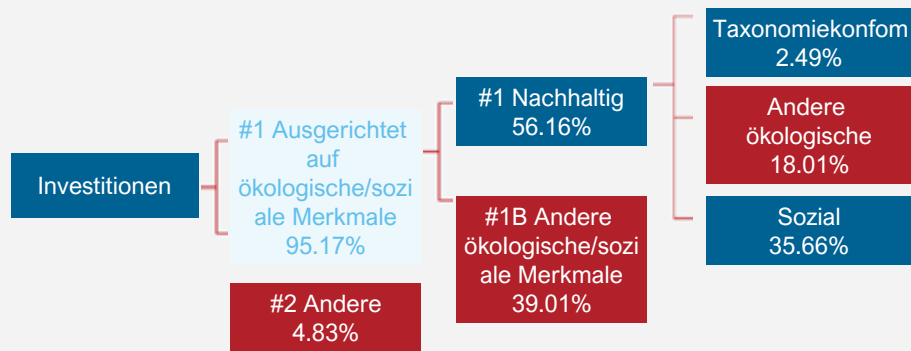 Investitionen
#1 Ausgerichtet
auf
ökologische/sozi
ale Merkmale
95.17%
#2 Andere
4.83%
#1 Nachhaltig
56.16%
#1B Andere
ökologische/sozi
ale Merkmale
39.01%
Taxonomiekonfom
2.49%
Andere
ökologische
18.01%
Sozial
35.66%